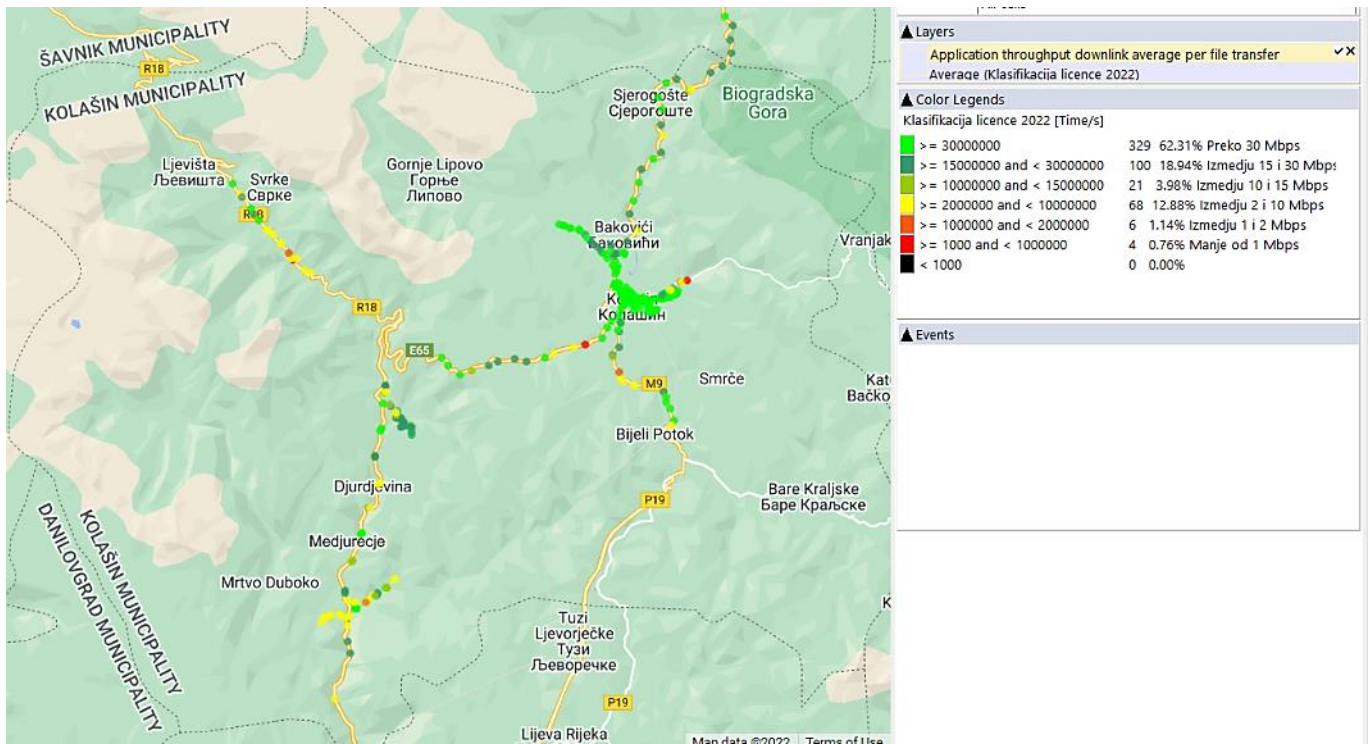 ŠAVNIK MUNICIPALITY
KOLAŠIN MUNICIPALITY
R18
Ljevišta
Љевишта
Svrke
Сврке
Gornje Lipovo
Горње
Липово
Sjerogošte
Сјерогоште
Biogradska
Gora
Bakovići
Баковићи
Vranjak
R18
E65
Колашин
M9
Smrče
Bijeli Potok
Djurdjevina
Medjurecje
Mrtvo Duboko
P19
Bare Kraljske
Баре Краљске
KOLAŠIN MUNICIPALITY
DANILOVGRAD MUNICIPALITY
Tuzi
Ljevorječke
Тузи
Љеворечке
P19
Lijeva Rijeka
Map data ©2022 Terms of Use
Layers
Application throughput downlink average per file transfer
Average (Klasifikacija licence 2022)
Color Legends
Klasifikacija licence 2022 [Time/s]
>= 30000000 329 62.31% Preko 30 Mbps
>= 15000000 and < 30000000 100 18.94% Izmedju 15 i 30 Mbps
>= 10000000 and < 15000000 21 3.98% Izmedju 10 i 15 Mbps
>= 2000000 and < 10000000 68 12.88% Izmedju 2 i 10 Mbps
>= 1000000 and < 2000000 6 1.14% Izmedju 1 i 2 Mbps
>= 1000 and < 1000000 4 0.76% Manje od 1 Mbps
< 1000 0 0.00%
Events